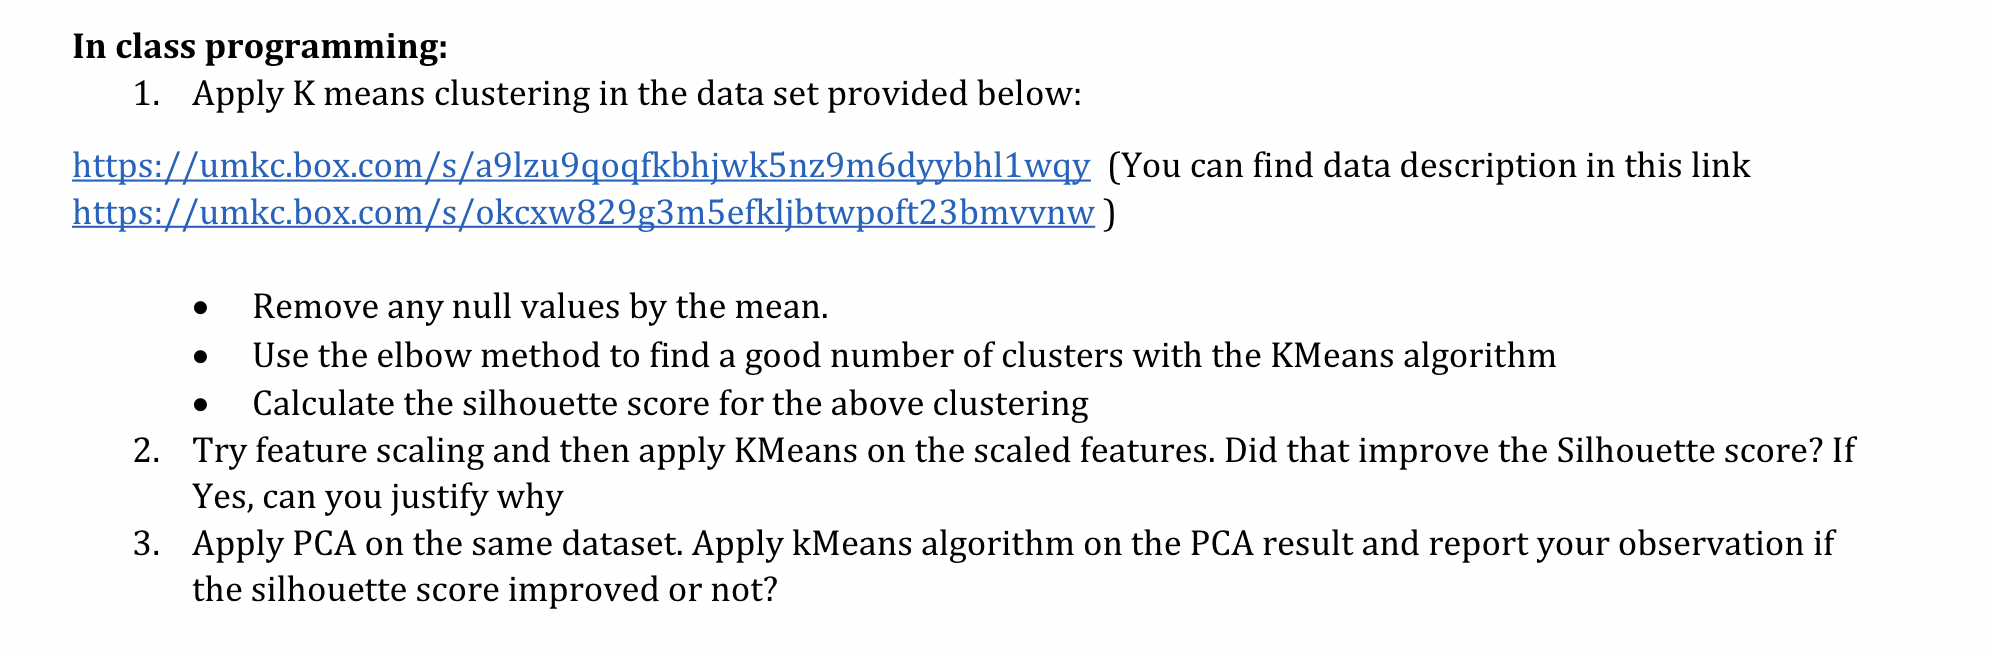 In class programming:
1. Apply K means clustering in the data set provided below:
https://umkc.box.com/s/a9lzu9qoqfkbhjwk5nz9m6dyybhl1wqy (You can find data description in this link
https://umkc.box.com/s/okcxw829g3m5efkljbtwpoft23bmvvnw )
• Remove any null values by the mean.
• Use the elbow method to find a good number of clusters with the KMeans algorithm
• Calculate the silhouette score for the above clustering
2. Try feature scaling and then apply KMeans on the scaled features. Did that improve the Silhouette score? If
Yes, can you justify why
3. Apply PCA on the same dataset. Apply kMeans algorithm on the PCA result and report your observation if
the silhouette score improved or not?